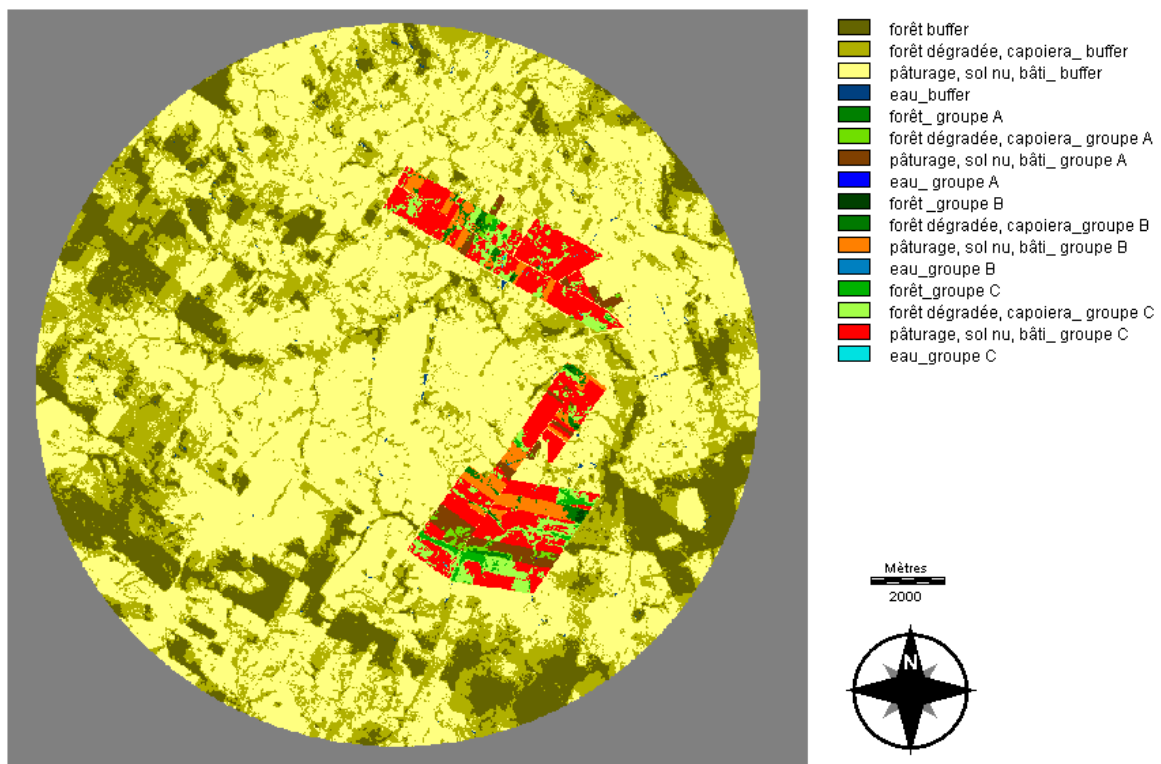 forêt buffer
forêt dégradée, capoiera_ buffer
pâturage, sol nu, bâti_ buffer
eau_buffer
forêt_ groupe A
forêt dégradée, capoiera_ groupe A
pâturage, sol nu, bâti_ groupe A
eau_ groupe A
forêt _groupe B
forêt dégradée, capoiera_groupe B
pâturage, sol nu, bâti_ groupe B
eau_groupe B
forêt_groupe C
forêt dégradée, capoiera_ groupe C
pâturage, sol nu, bâti_ groupe C
eau_groupe C
Mètres
2000
N